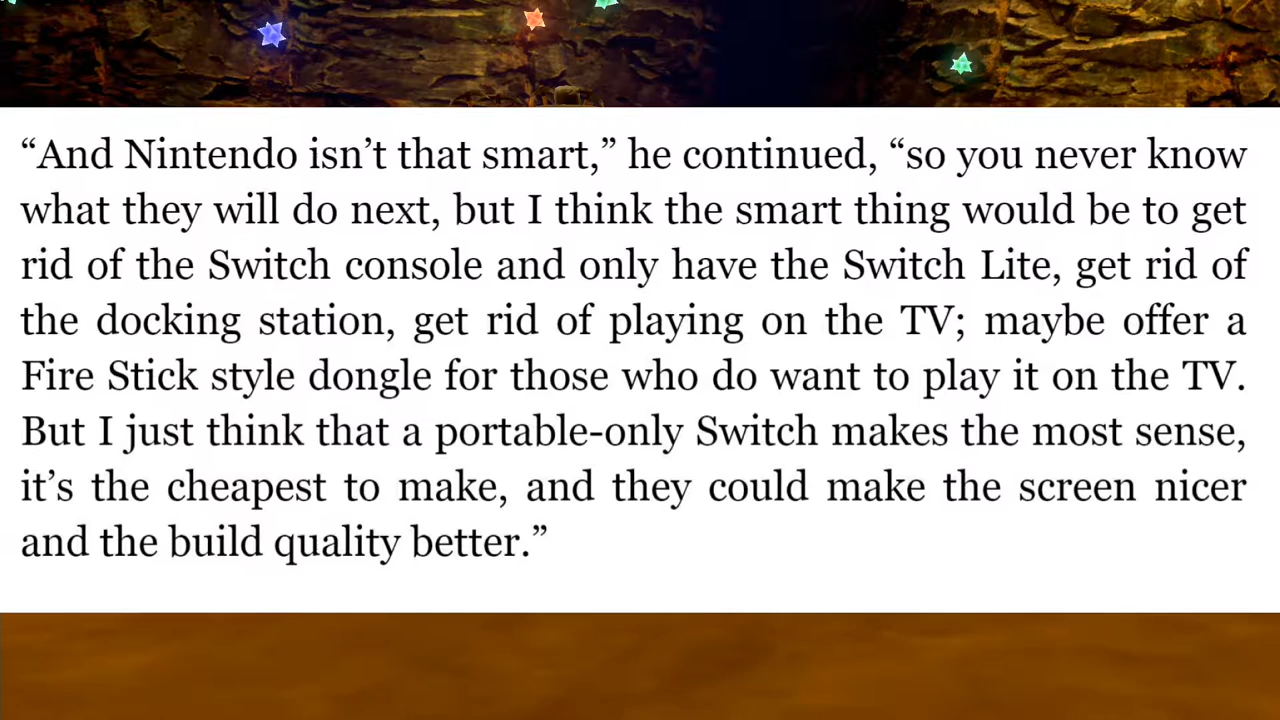 “And Nintendo isn’t that smart,” he continued, “so you never know
what they will do next, but I think the smart thing would be to get
rid of the Switch console and only have the Switch Lite, get rid of
the docking station, get rid of playing on the TV; maybe offer a
Fire Stick style dongle for those who do want to play it on the TV.
But I just think that a portable-only Switch makes the most sense,
it’s the cheapest to make, and they could make the screen nicer
and the build quality better.”